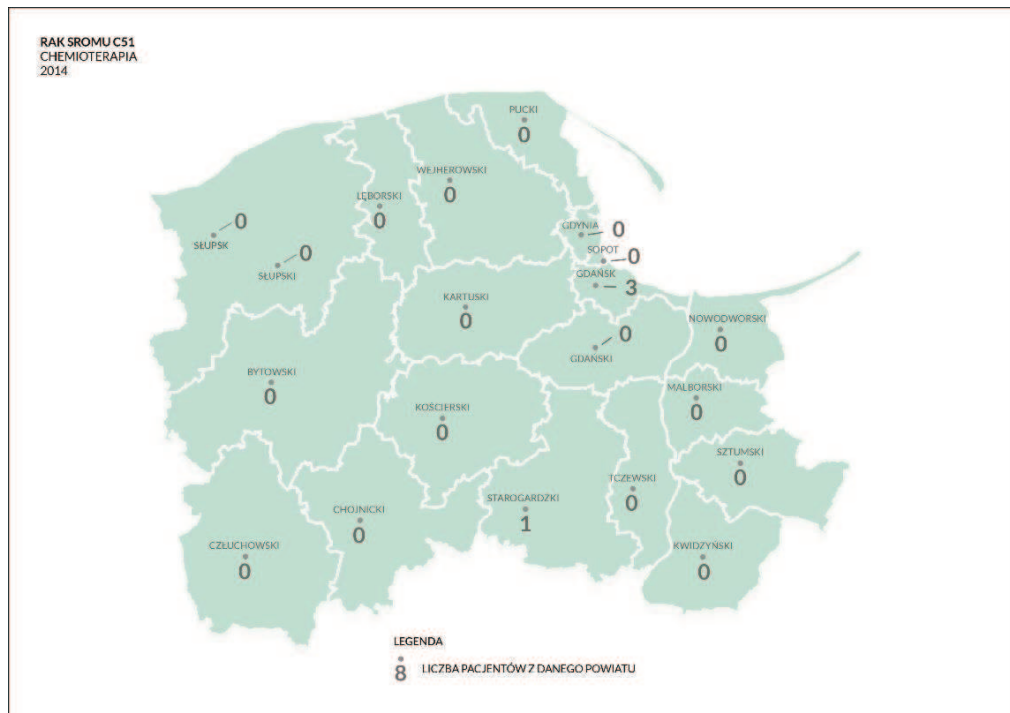 RAK SROMU C51
CHEMIOTERAPIA
2014
PUCKI
0
WEJHEROWSKI
0
LĘBORSKI
0
0
SŁUPSK
0
SŁUPSKI
GDYNIA
0
SOPOT
0
GDAŃSK
3
KARTUSKI
0
0
GDAŃSKI
NOWODWORSKI
0
BYTOWSKI
0
KOŚCIERSKI
0
MALBORSKI
0
SZTUMSKI
0
TCZEWSKI
0
STAROGARDZKI
1
CHOJNICKI
0
CZŁUCHOWSKI
0
KWIDZYŃSKI
0
LEGENDA
8 LICZBA PACJENTÓW Z DANEGO POWIATU